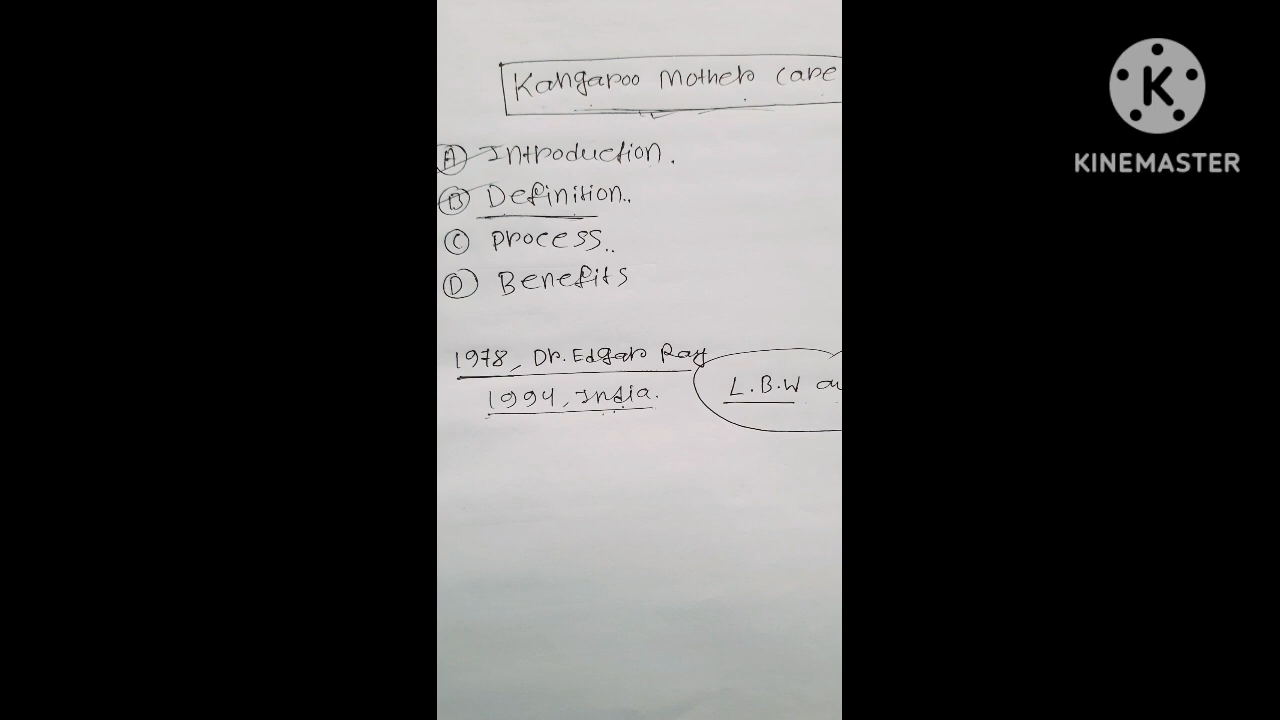 Kangaroo Mother Care
A Introduction.
B Definition..
C Process..
D Benefits
1978, Dr. Edgar Ray
1994, India.
L.B.W
K
KINEMASTER